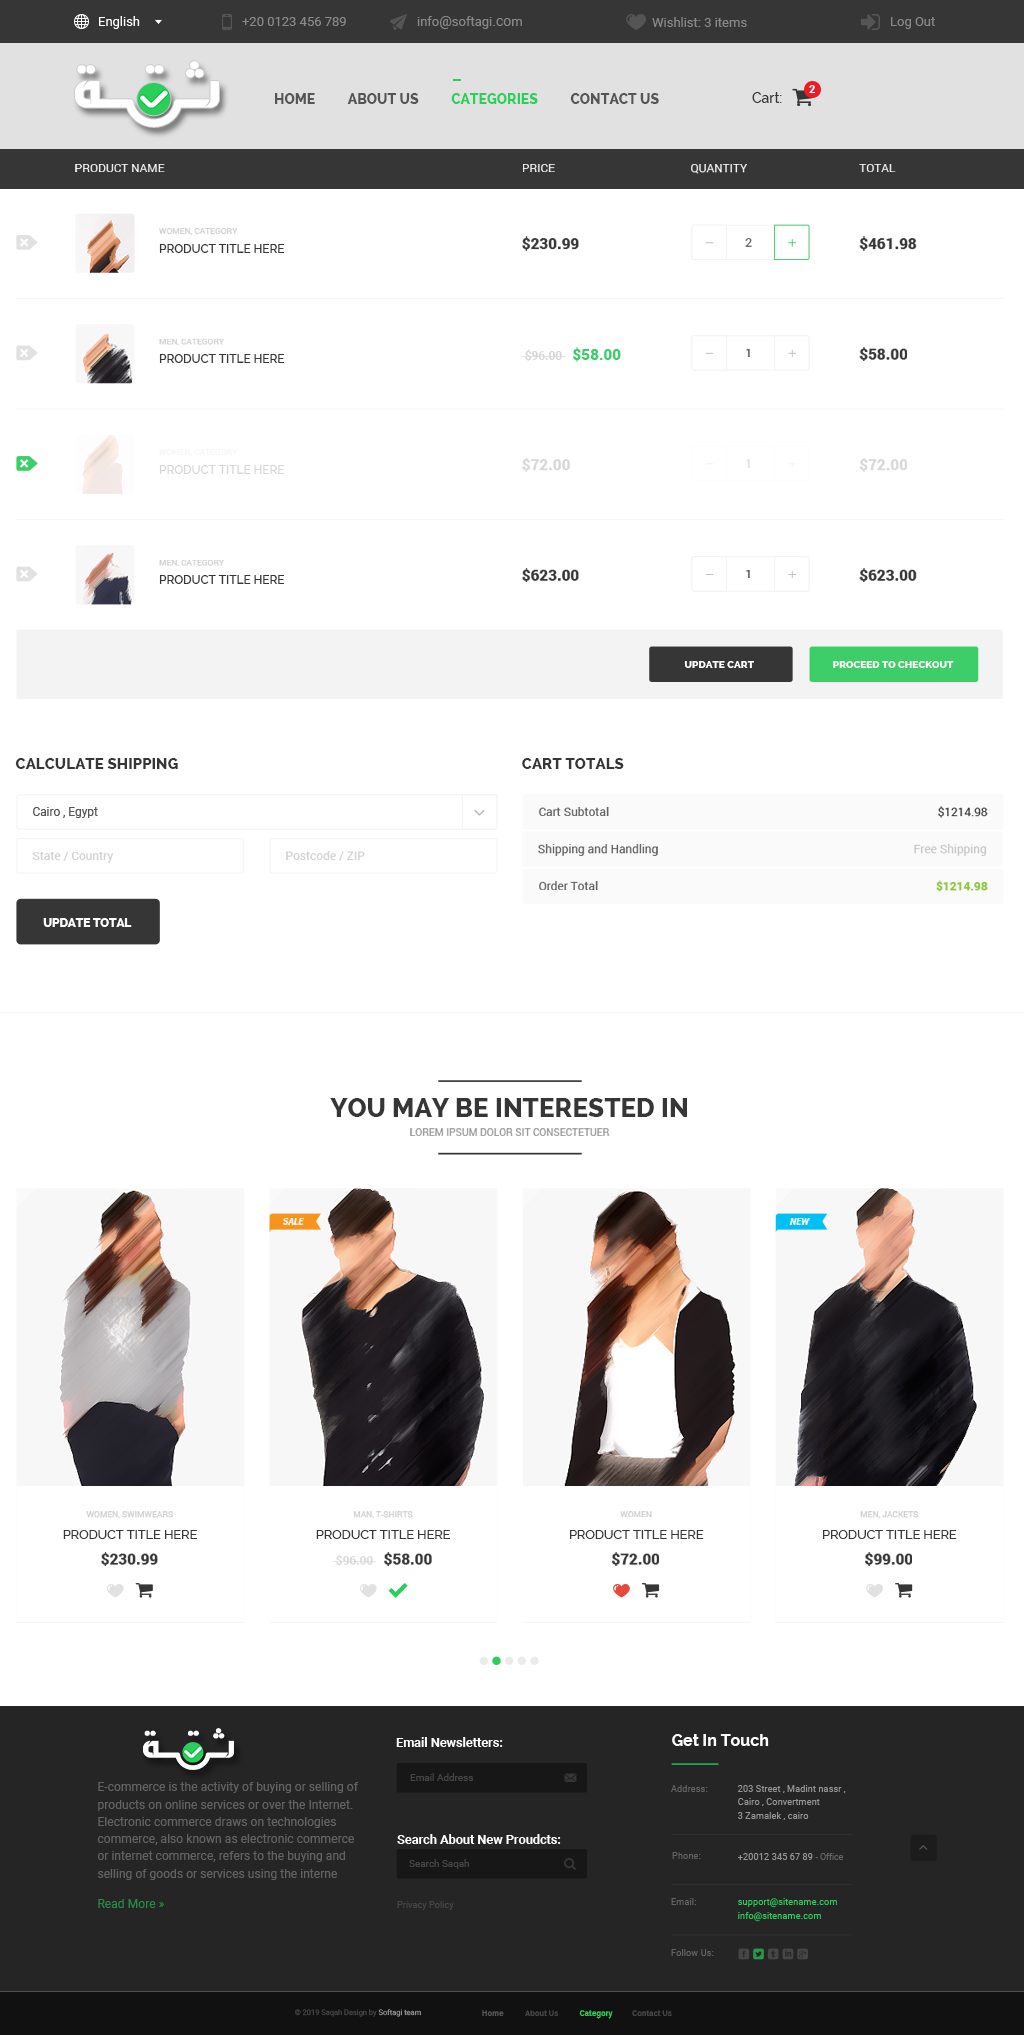 English
+20 0123 456 789
info@softagi.com
Wishlist: 3 items
Log Out
ثقة
HOME
ABOUT US
CATEGORIES
CONTACT US
Cart:
2
PRODUCT NAME
PRICE
QUANTITY
TOTAL
WOMEN, CATEGORY
PRODUCT TITLE HERE
$230.99
− 2 +
$461.98
MEN, CATEGORY
PRODUCT TITLE HERE
$96.00 $58.00
− 1 +
$58.00
WOMEN, CATEGORY
PRODUCT TITLE HERE
$72.00
− 1 +
$72.00
MEN, CATEGORY
PRODUCT TITLE HERE
$623.00
− 1 +
$623.00
UPDATE CART
PROCEED TO CHECKOUT
CALCULATE SHIPPING
Cairo , Egypt
State / Country
Postcode / ZIP
UPDATE TOTAL
CART TOTALS
Cart Subtotal
$1214.98
Shipping and Handling
Free Shipping
Order Total
$1214.98
YOU MAY BE INTERESTED IN
LOREM IPSUM DOLOR SIT CONSECTETUER
WOMEN, SWIMWEARS
PRODUCT TITLE HERE
$230.99
SALE
MAN, T-SHIRTS
PRODUCT TITLE HERE
$96.00 $58.00
WOMEN
PRODUCT TITLE HERE
$72.00
NEW
MEN, JACKETS
PRODUCT TITLE HERE
$99.00
ثقة
E-commerce is the activity of buying or selling of
products on online services or over the Internet.
Electronic commerce draws on technologies
commerce, also known as electronic commerce
or internet commerce, refers to the buying and
selling of goods or services using the interne
Read More »
Email Newsletters:
Email Address
Search About New Proudcts:
Search Saqah
Privacy Policy
Get In Touch
Address:
203 Street , Madint nassr ,
Cairo , Convertment
3 Zamalek , cairo
Phone:
+20012 345 67 89 - Office
Email:
support@sitename.com
info@sitename.com
Follow Us:
© 2019 Saqah Design by Softagi team
Home
About Us
Category
Contact Us